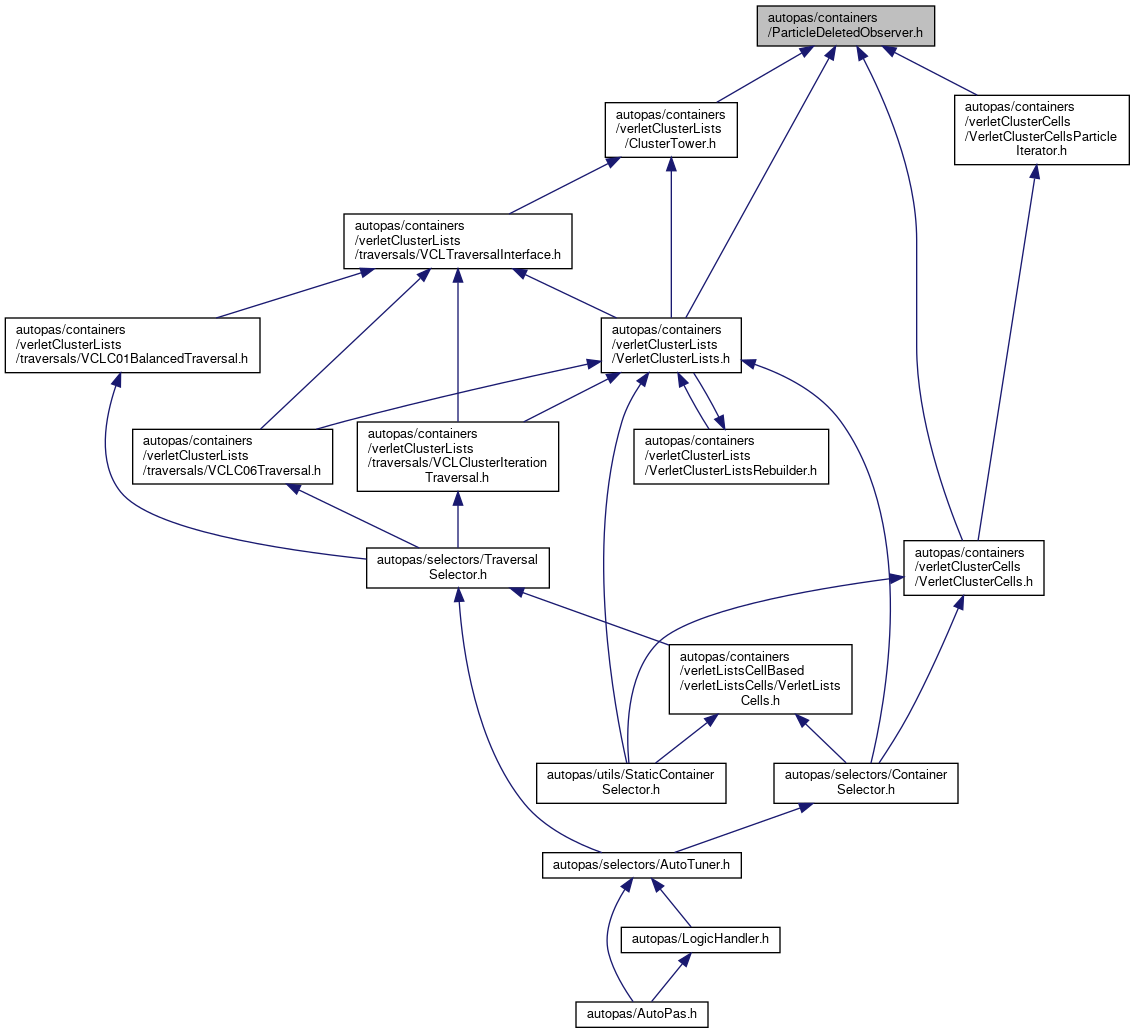 autopas/containers
/ParticleDeletedObserver.h
autopas/containers
/verletClusterLists
/ClusterTower.h
autopas/containers
/verletClusterCells
/VerletClusterCellsParticle
Iterator.h
autopas/containers
/verletClusterLists
/traversals/VCLTraversalInterface.h
autopas/containers
/verletClusterLists
/traversals/VCLC01BalancedTraversal.h
autopas/containers
/verletClusterLists
/VerletClusterLists.h
autopas/containers
/verletClusterLists
/traversals/VCLC06Traversal.h
autopas/containers
/verletClusterLists
/traversals/VCLClusterIteration
Traversal.h
autopas/containers
/verletClusterLists
/VerletClusterListsRebuilder.h
autopas/selectors/Traversal
Selector.h
autopas/containers
/verletClusterCells
/VerletClusterCells.h
autopas/containers
/verletListsCellBased
/verletListsCells/VerletLists
Cells.h
autopas/utils/StaticContainer
Selector.h
autopas/selectors/Container
Selector.h
autopas/selectors/AutoTuner.h
autopas/LogicHandler.h
autopas/AutoPas.h